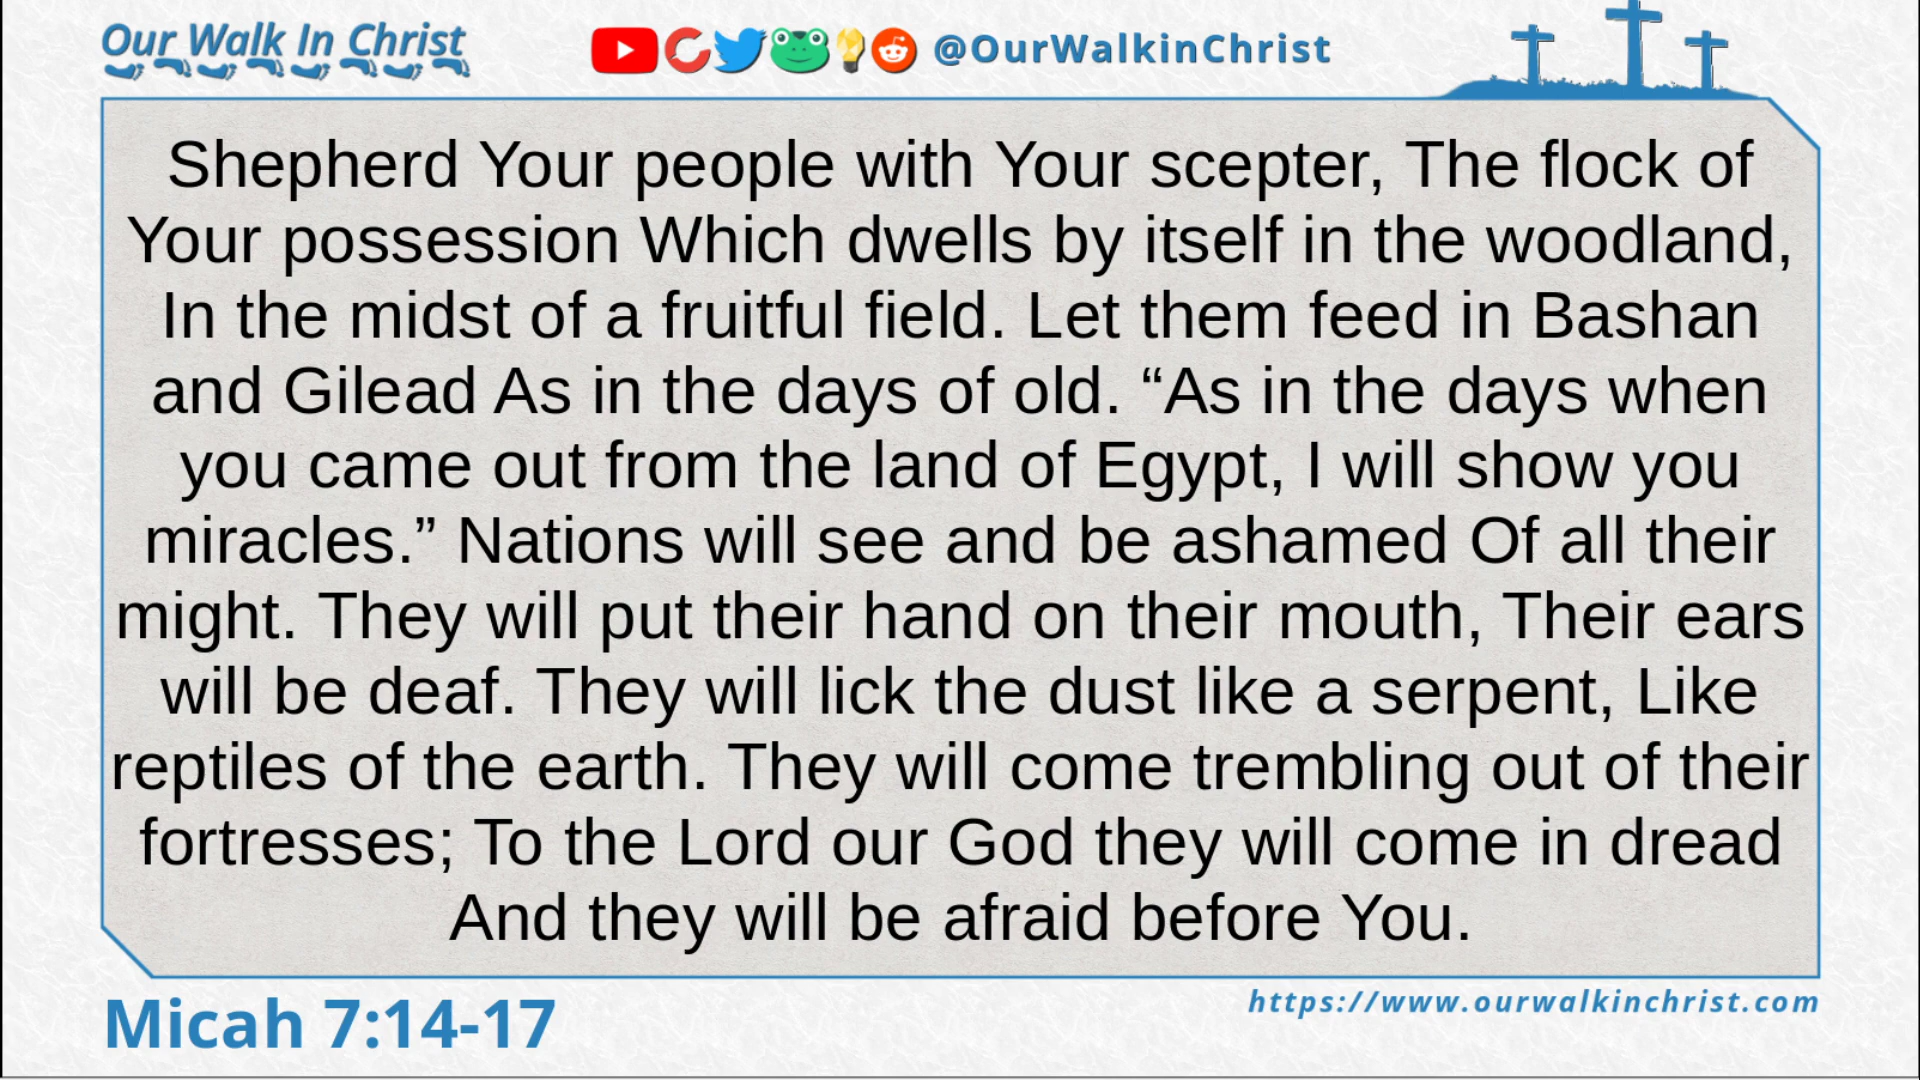 Our Walk In Christ
@OurWalkinChrist
Shepherd Your people with Your scepter, The flock of
Your possession Which dwells by itself in the woodland,
In the midst of a fruitful field. Let them feed in Bashan
and Gilead As in the days of old. “As in the days when
you came out from the land of Egypt, I will show you
miracles.” Nations will see and be ashamed Of all their
might. They will put their hand on their mouth, Their ears
will be deaf. They will lick the dust like a serpent, Like
reptiles of the earth. They will come trembling out of their
fortresses; To the Lord our God they will come in dread
And they will be afraid before You.
Micah 7:14-17
https://www.ourwalkinchrist.com